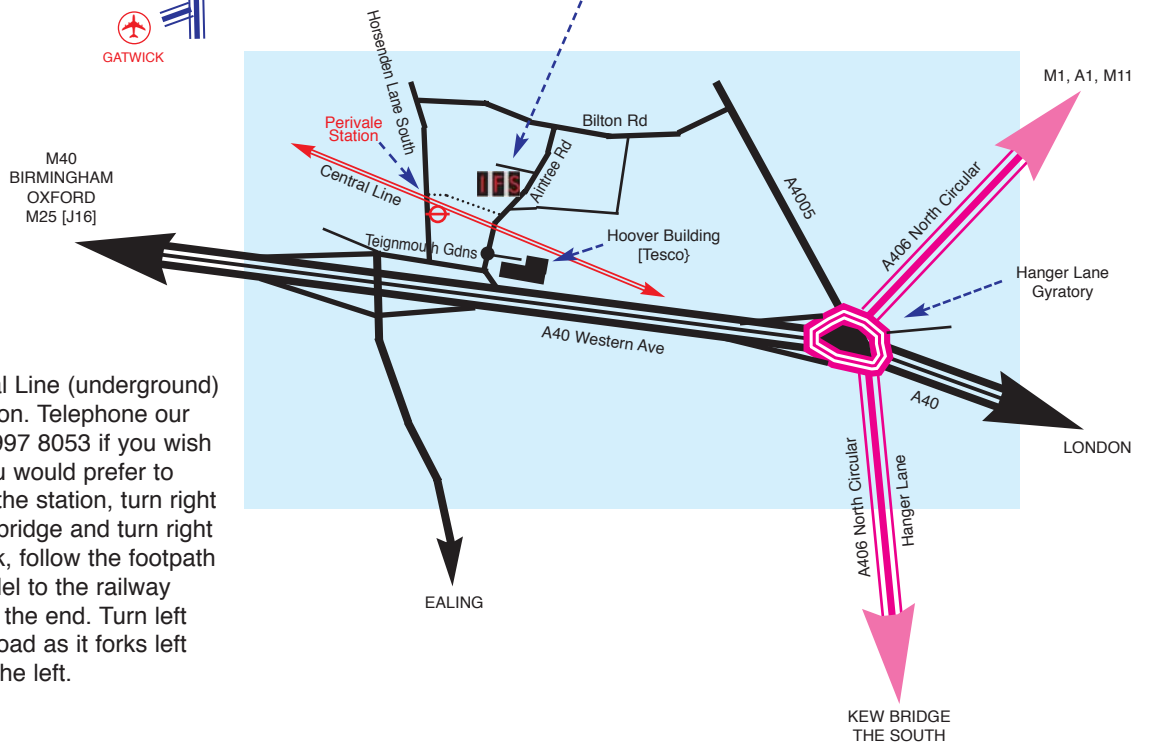 GATWICK
Horsenden Lane South
M1, A1, M11
Bilton Rd
Perivale
Station
M40
BIRMINGHAM
OXFORD
M25 [J16]
Central Line
IFS
Aintree Rd
A4005
A406 North Circular
Teignmouth Gdns
Hoover Building
[Tesco}
Hanger Lane
Gyratory
A40 Western Ave
A40
LONDON
l Line (underground)
on. Telephone our
997 8053 if you wish
u would prefer to
the station, turn right
bridge and turn right
k, follow the footpath
lel to the railway
the end. Turn left
oad as it forks left
he left.
A406 North Circular
Hanger Lane
EALING
KEW BRIDGE
THE SOUTH